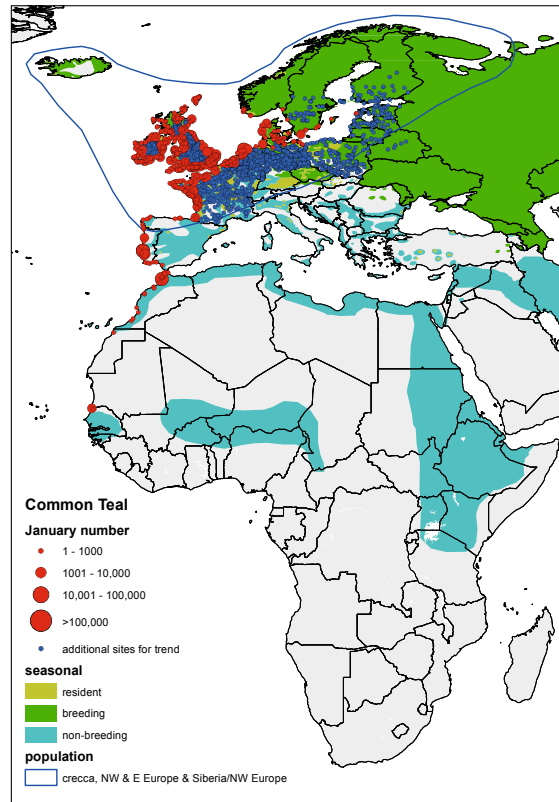 Common Teal
January number
1 - 1000
1001 - 10,000
10,001 - 100,000
>100,000
additional sites for trend
seasonal
resident
breeding
non-breeding
population
crecca, NW & E Europe & Siberia/NW Europe